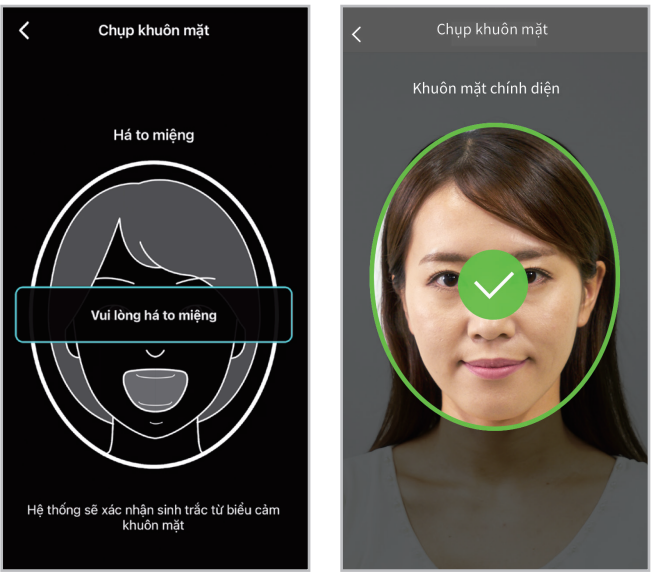 Chụp khuôn mặt
Há to miệng
Vui lòng há to miệng
Hệ thống sẽ xác nhận sinh trắc từ biểu cảm
khuôn mặt
Chụp khuôn mặt
Khuôn mặt chính diện